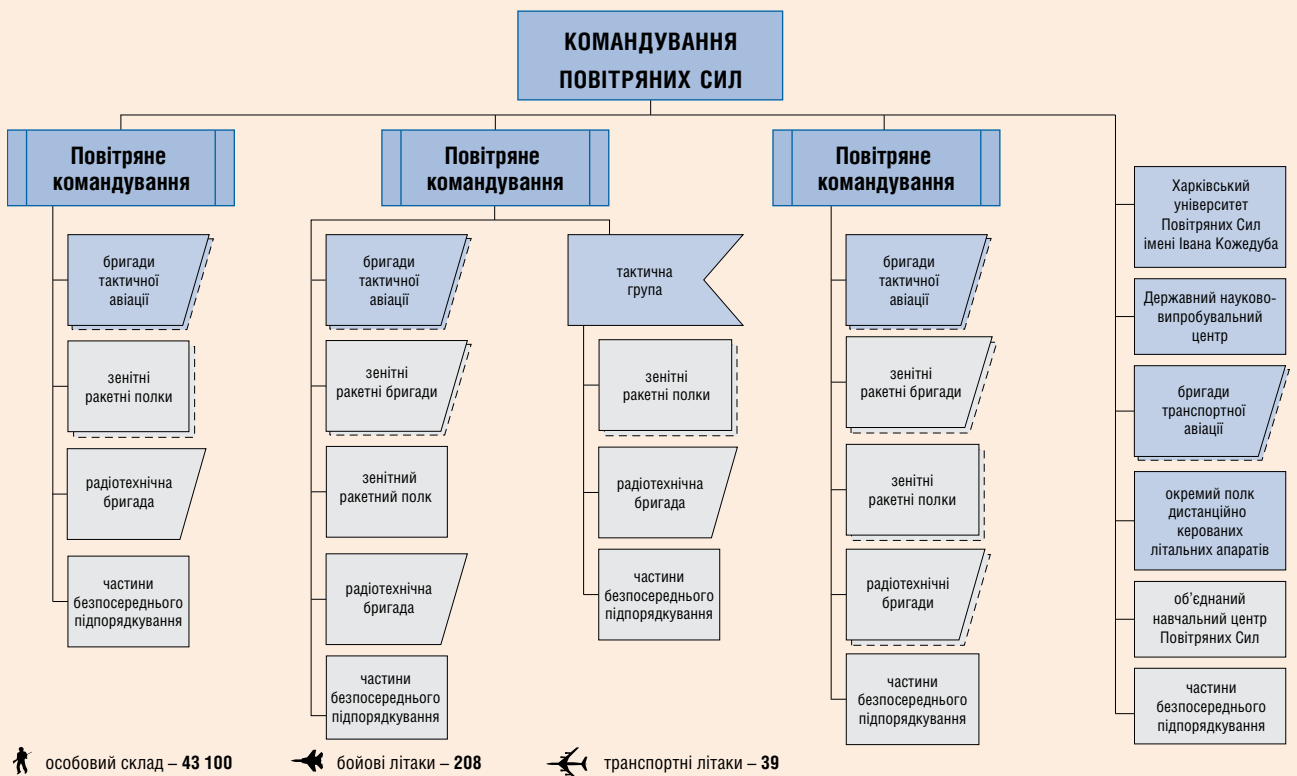 КОМАНДУВАННЯ
ПОВІТРЯНИХ СИЛ
Повітряне
командування
бригади
тактичної
авіації
зенітні
ракетні полки
радіотехнічна
бригада
частини
безпосереднього
підпорядкування
Повітряне
командування
бригади
тактичної
авіації
зенітні
ракетні бригади
зенітний
ракетний полк
радіотехнічна
бригада
частини
безпосереднього
підпорядкування
тактична
група
зенітні
ракетні полки
радіотехнічна
бригада
частини
безпосереднього
підпорядкування
Повітряне
командування
бригади
тактичної
авіації
зенітні
ракетні бригади
зенітні
ракетні полки
радіотехнічні
бригади
частини
безпосереднього
підпорядкування
Харківський
університет
Повітряних Сил
імені Івана Кожедуба
Державний науково-
випробувальний
центр
бригади
транспортної
авіації
окремий полк
дистанційно
керованих
літальних апаратів
об’єднаний
навчальний центр
Повітряних Сил
частини
безпосереднього
підпорядкування
особовий склад – 43 100
бойові літаки – 208
транспортні літаки – 39